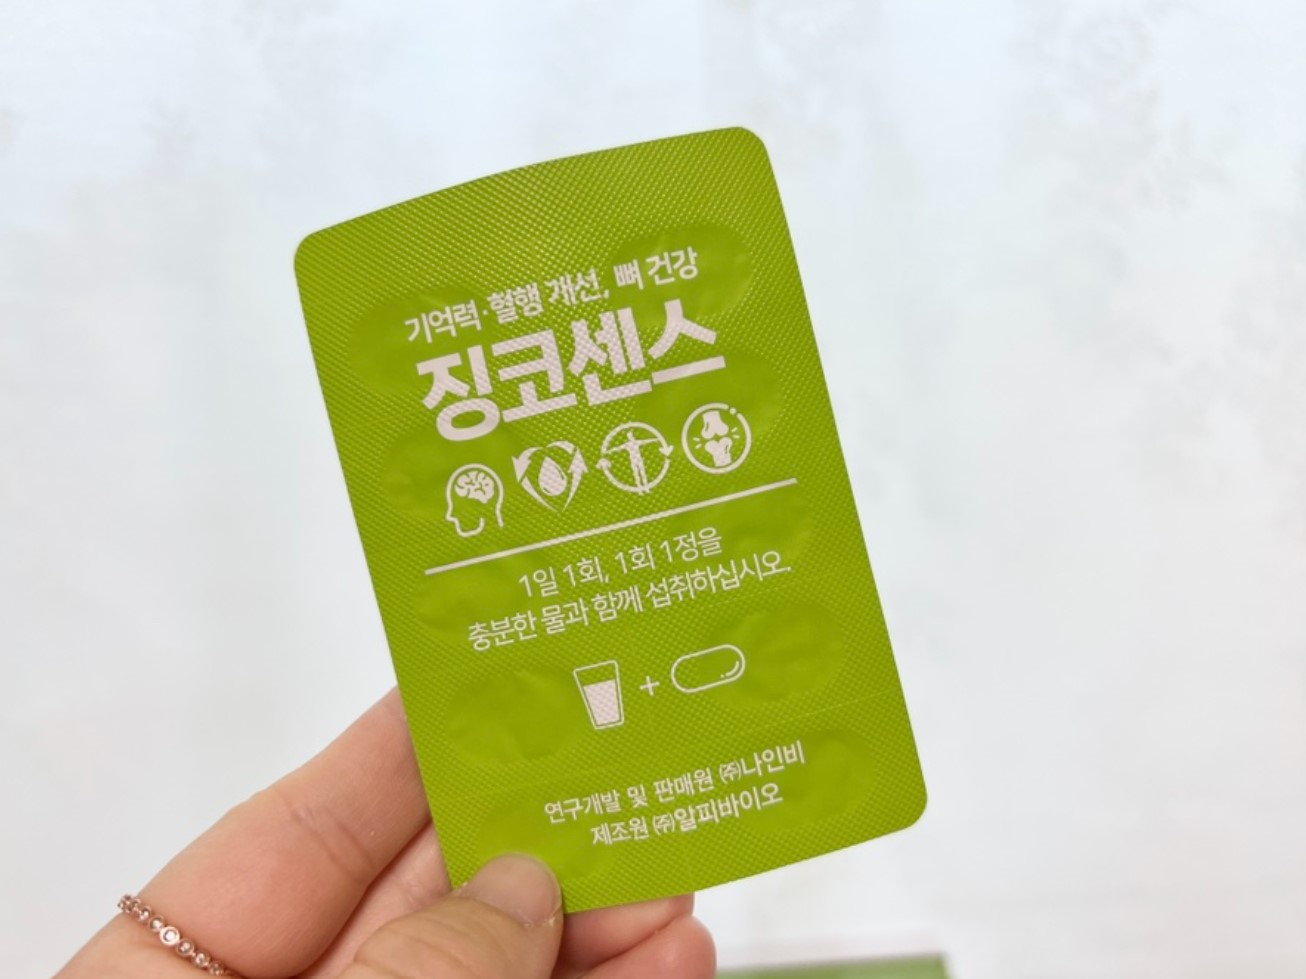 기억력·혈행 개선, 뼈 건강
징코센스
1일 1회, 1회 1정을
충분한 물과 함께 섭취하십시오.
+
연구개발 및 판매원 ㈜나인비
제조원 ㈜알피바이오